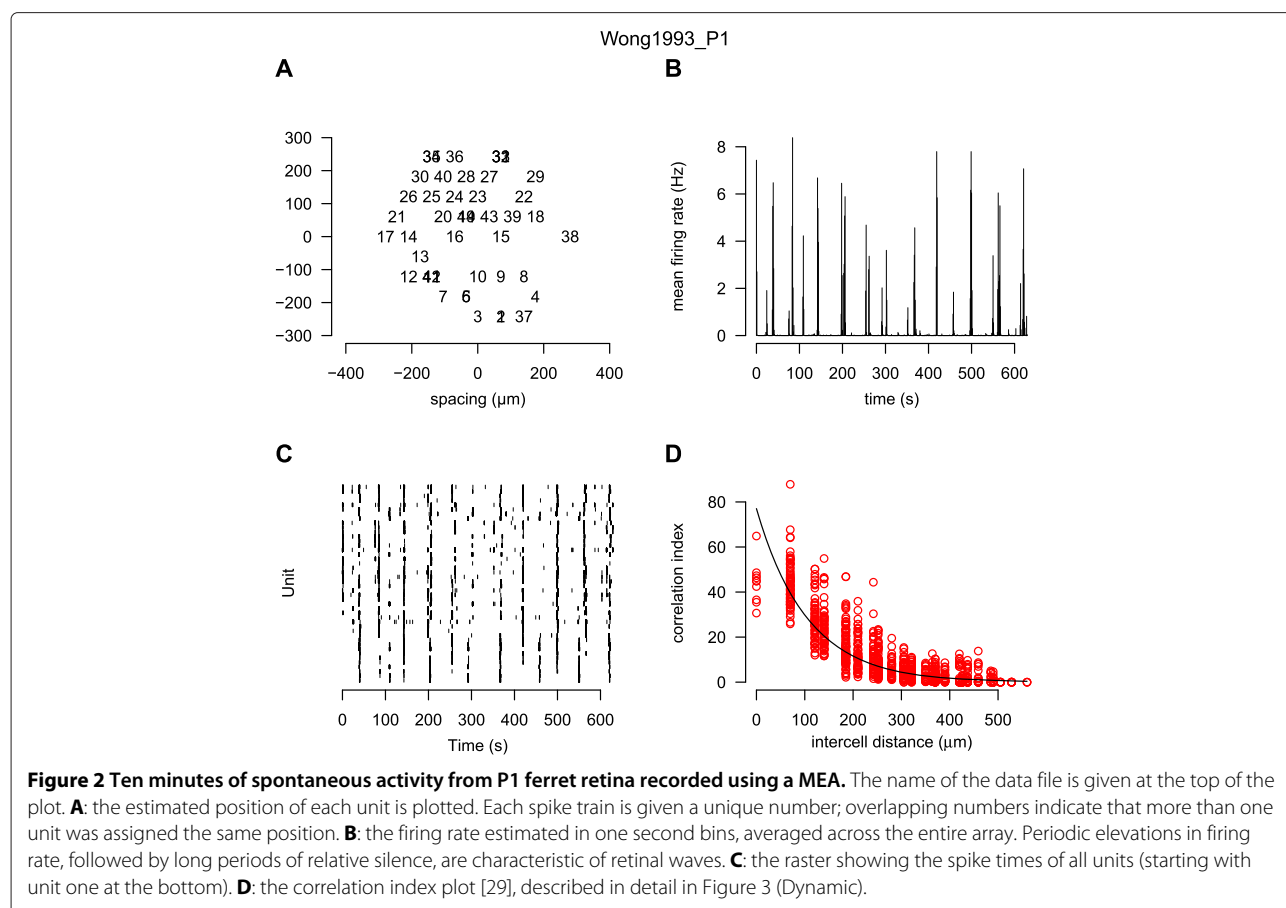 Wong1993_P1
A
300
200
100
0
−100
−200
−300
36
30 40 28 27 29
26 25 24 23 22
21 20 43 39 18
17 14 16 15 38
13
12 10 9 8
7 6 4
3 37
−400 −200 0 200 400
spacing (µm)
B
mean firing rate (Hz)
8
6
4
2
0
0 100 200 300 400 500 600
time (s)
C
Unit
0 100 200 300 400 500 600
Time (s)
D
correlation index
80
60
40
20
0
0 100 200 300 400 500
intercell distance (µm)
Figure 2 Ten minutes of spontaneous activity from P1 ferret retina recorded using a MEA. The name of the data file is given at the top of the
plot. A: the estimated position of each unit is plotted. Each spike train is given a unique number; overlapping numbers indicate that more than one
unit was assigned the same position. B: the firing rate estimated in one second bins, averaged across the entire array. Periodic elevations in firing
rate, followed by long periods of relative silence, are characteristic of retinal waves. C: the raster showing the spike times of all units (starting with
unit one at the bottom). D: the correlation index plot [29], described in detail in Figure 3 (Dynamic).